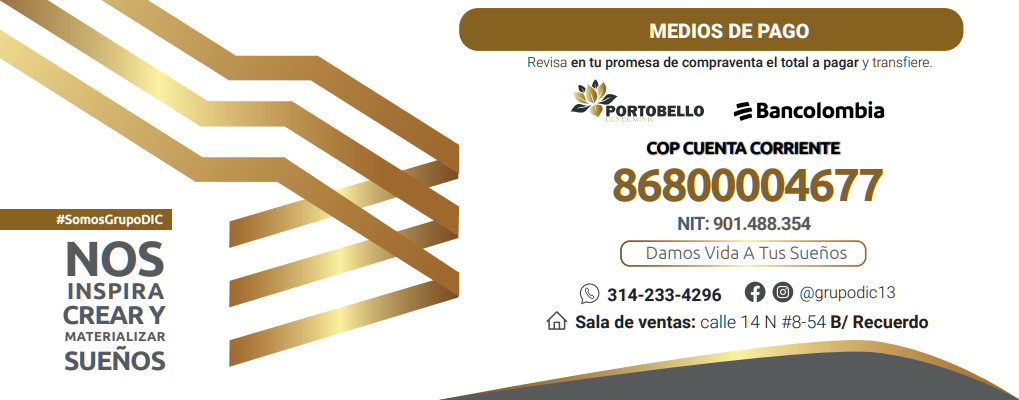 MEDIOS DE PAGO
Revisa en tu promesa de compraventa el total a pagar y transfiere.
PORTOBELLO
CONDOMINIO
Bancolombia
COP CUENTA CORRIENTE
86800004677
NIT: 901.488.354
Damos Vida A Tus Sueños
314-233-4296
@grupodic13
Sala de ventas: calle 14 N #8-54 B/ Recuerdo
#SomosGrupoDIC
NOS
INSPIRA
CREAR Y
MATERIALIZAR
SUEÑOS